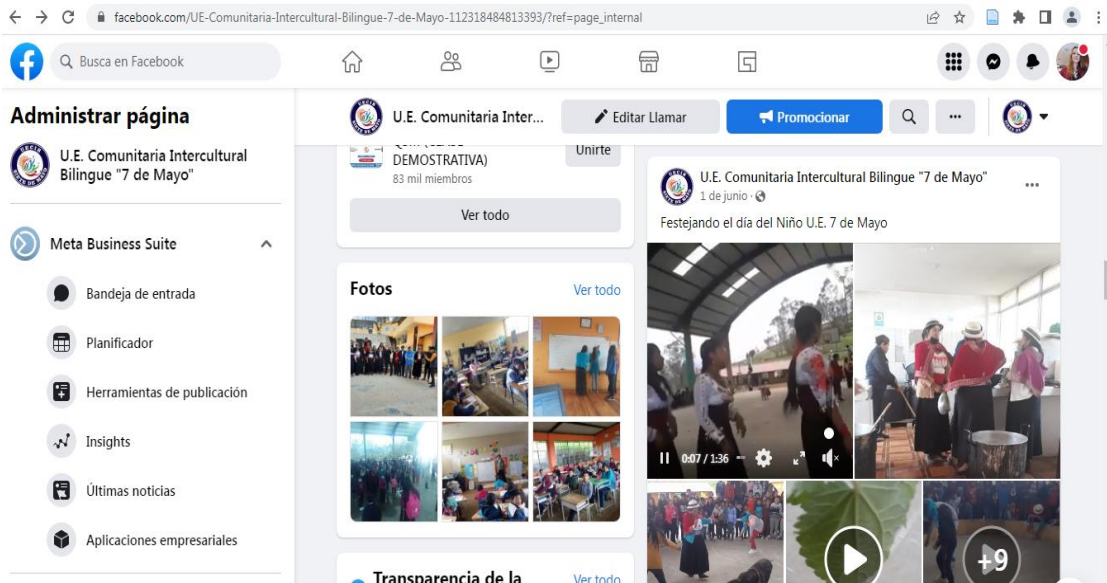 facebook.com/UE-Comunitaria-Intercultural-Bilingue-7-de-Mayo-112318484813393/?ref=page_internal
Busca en Facebook
Administrar página
U.E. Comunitaria Intercultural
Bilingue "7 de Mayo"
Meta Business Suite
Bandeja de entrada
Planificador
Herramientas de publicación
Insights
Últimas noticias
Aplicaciones empresariales
U.E. Comunitaria Inter...
Editar Llamar
Promocionar
DEMOSTRATIVA)
83 mil miembros
Unirte
Ver todo
Fotos
Ver todo
Transparencia de la
Ver todo
U.E. Comunitaria Intercultural Bilingue "7 de Mayo"
1 de junio ·
Festejando el día del Niño U.E. 7 de Mayo
0:07 / 1:36
+9